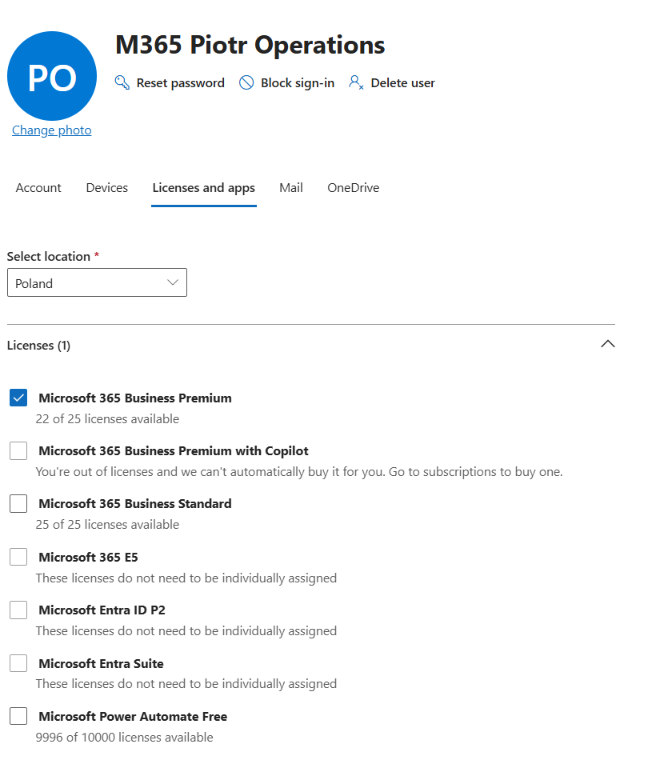 PO
M365 Piotr Operations
Reset password Block sign-in Delete user
Change photo
Account Devices Licenses and apps Mail OneDrive
Select location *
Poland
Licenses (1)
Microsoft 365 Business Premium
22 of 25 licenses available
Microsoft 365 Business Premium with Copilot
You're out of licenses and we can't automatically buy it for you. Go to subscriptions to buy one.
Microsoft 365 Business Standard
25 of 25 licenses available
Microsoft 365 E5
These licenses do not need to be individually assigned
Microsoft Entra ID P2
These licenses do not need to be individually assigned
Microsoft Entra Suite
These licenses do not need to be individually assigned
Microsoft Power Automate Free
9996 of 10000 licenses available